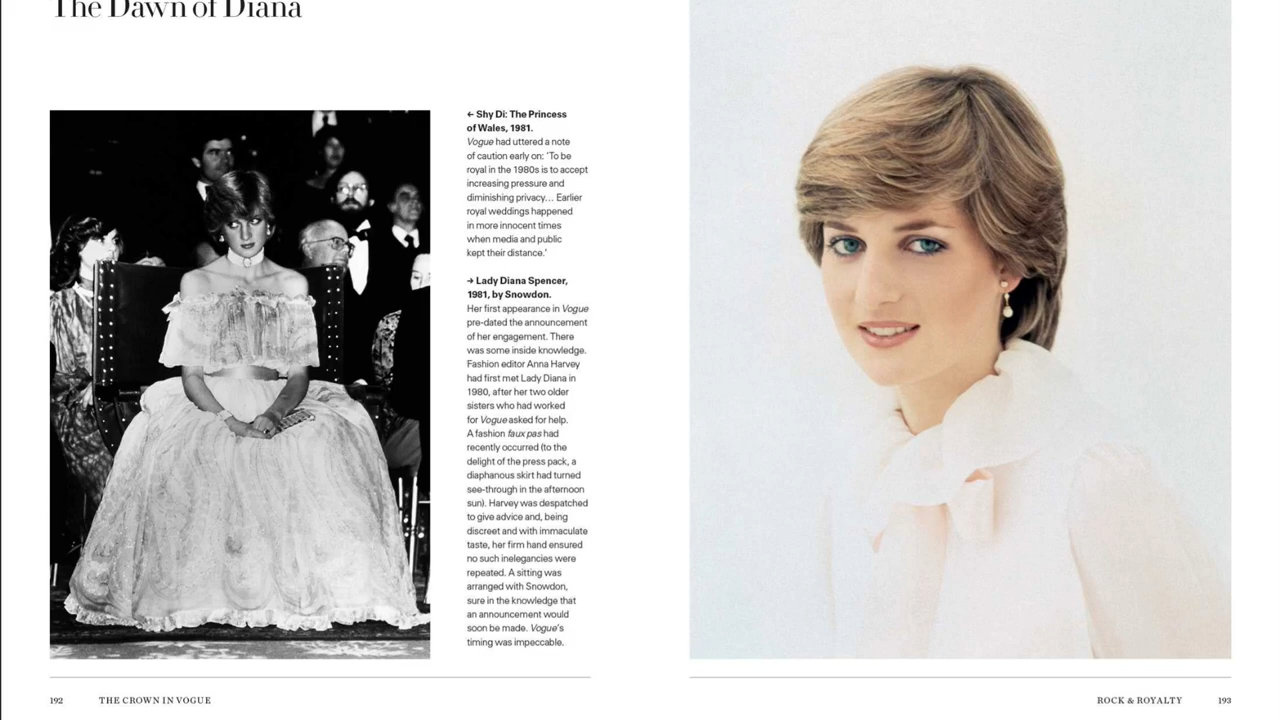 The Dawn of Diana
← Shy Di: The Princess
of Wales, 1981.
Vogue had uttered a note
of caution early on: ‘To be
royal in the 1980s is to accept
increasing pressure and
diminishing privacy… Earlier
royal weddings happened
in more innocent times
when media and public
kept their distance.’
→ Lady Diana Spencer,
1981, by Snowdon.
Her first appearance in Vogue
pre-dated the announcement
of her engagement. There
was some inside knowledge.
Fashion editor Anna Harvey
had first met Lady Diana in
1980, after her two older
sisters who had worked
for Vogue asked for help.
A fashion faux pas had
recently occurred (to the
delight of the press pack, a
diaphanous skirt had turned
see-through in the afternoon
sun). Harvey was despatched
to give advice and, being
discreet and with immaculate
taste, her firm hand ensured
no such inelegancies were
repeated. A sitting was
arranged with Snowdon,
sure in the knowledge that
an announcement would
soon be made. Vogue’s
timing was impeccable.
192 THE CROWN IN VOGUE
ROCK & ROYALTY 193